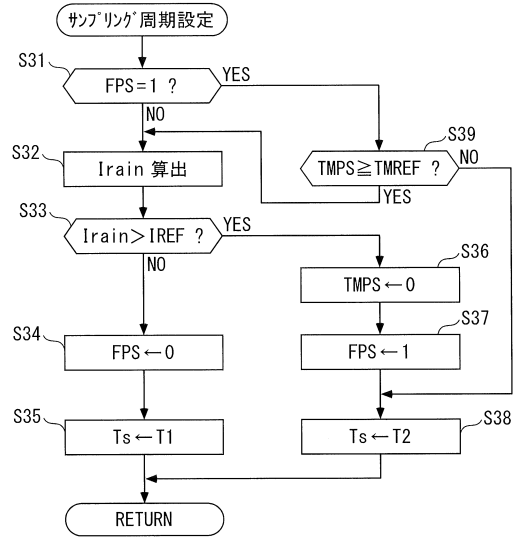 サンプリング周期設定
S31
FPS=1 ?
YES
NO
S39
TMPS≧TMREF ?
NO
YES
S32
Irain 算出
S33
Irain>IREF ?
YES
NO
S36
TMPS←0
S34
FPS←0
S37
FPS←1
S35
Ts←T1
Ts←T2
S38
RETURN